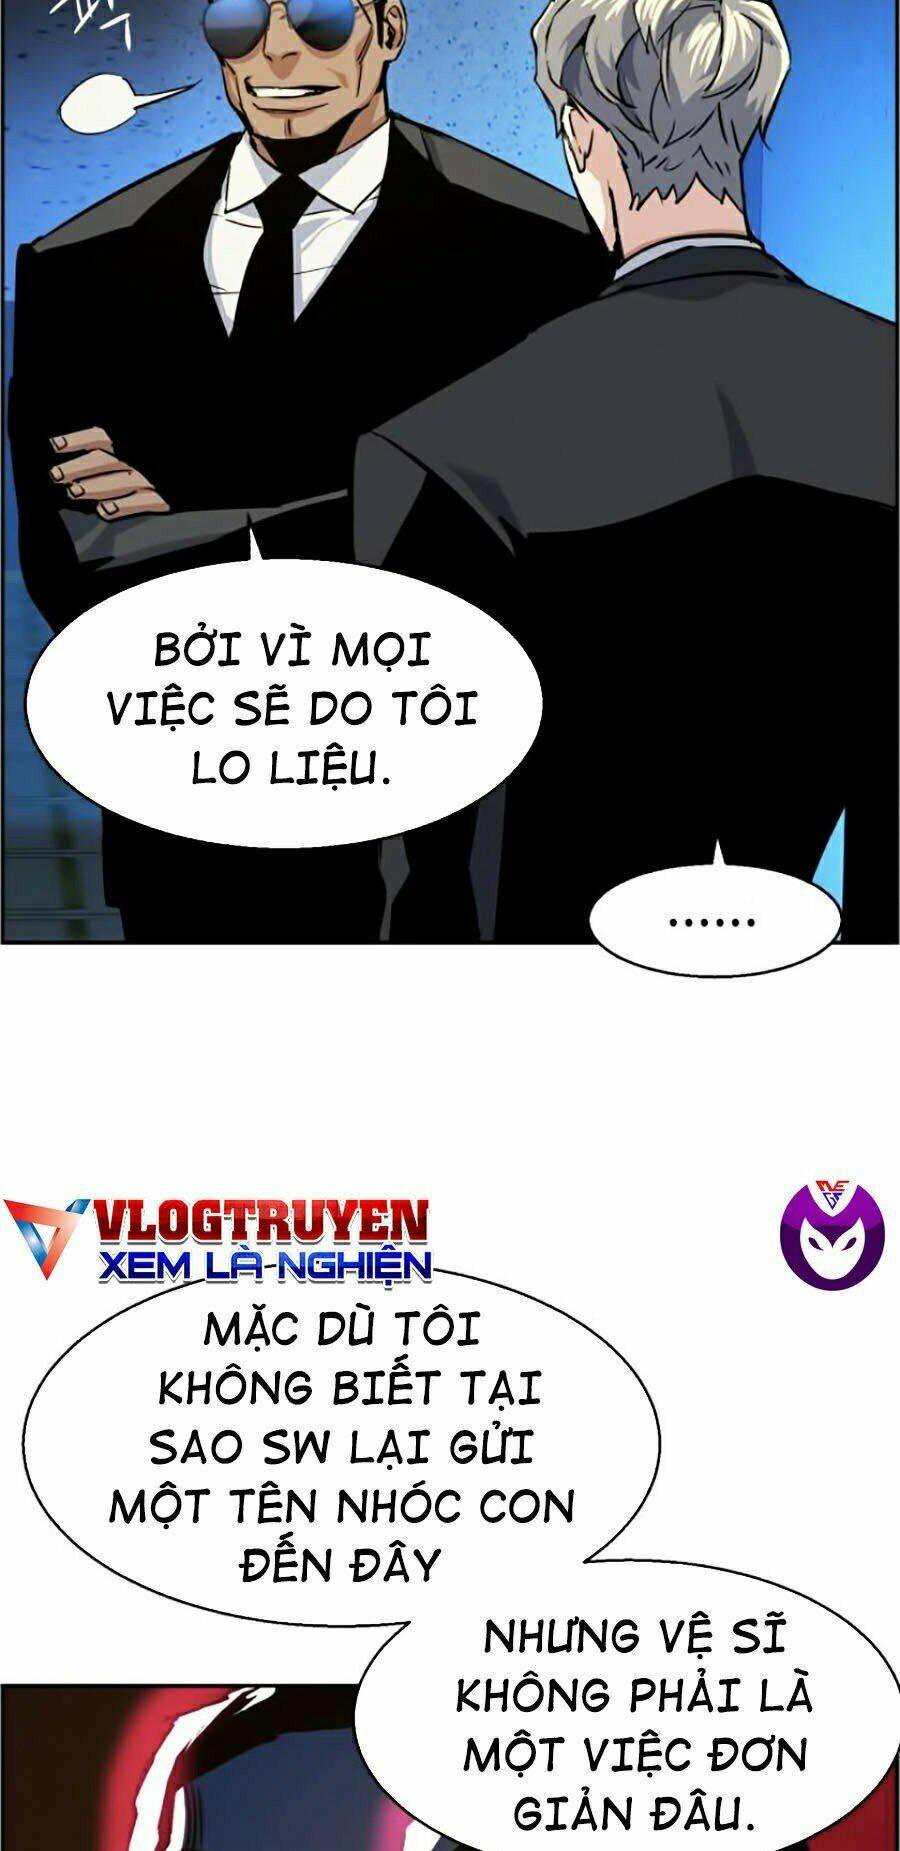 BỞI VÌ MỌI
VIỆC SẼ DO TÔI
LO LIỆU.
......
VLOGTRUYEN
XEM LÀ NGHIỆN
MẶC DÙ TÔI
KHÔNG BIẾT TẠI
SAO SW LẠI GỬI
MỘT TÊN NHÓC CON
ĐẾN ĐÂY
NHƯNG VỆ SĨ
KHÔNG PHẢI LÀ
MỘT VIỆC ĐƠN
GIẢN ĐÂU.